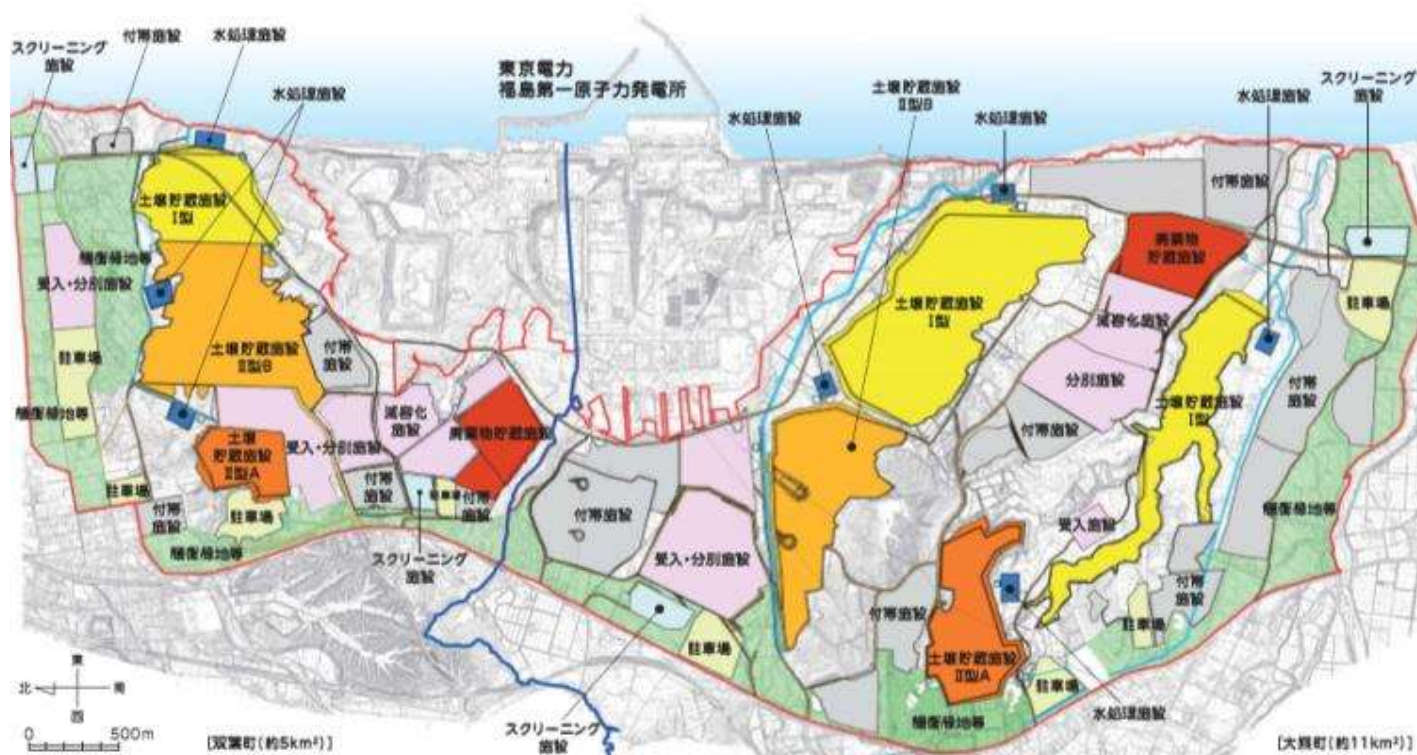 スクリーニング
施設
付帯施設
水処理施設
水処理施設
東京電力
福島第一原子力発電所
水処理施設
土壌貯蔵施設
Ⅱ型B
水処理施設
水処理施設
スクリーニング
施設
土壌貯蔵施設
Ⅰ型
緩衝緑地等
受入・分別施設
駐車場
緩衝緑地等
土壌貯蔵施設
Ⅱ型B
付帯
施設
土壌
貯蔵施設
Ⅱ型A
受入・分別施設
減容化
施設
廃棄物貯蔵施設
付帯
施設
駐車場
付帯
施設
駐車場
付帯
施設
駐車場
緩衝緑地等
スクリーニング
施設
付帯施設
受入・分別施設
駐車場
スクリーニング
施設
土壌貯蔵施設
Ⅰ型
付帯施設
廃棄物
貯蔵施設
減容化施設
分別施設
付帯施設
土壌貯蔵施設
Ⅰ型
駐車場
付帯
施設
緩衝緑地等
受入施設
付帯
施設
駐車場
付帯施設
土壌貯蔵施設
Ⅱ型A
駐車場
水処理施設
緩衝緑地等
東
北
南
西
0 500m
[双葉町(約5km²)]
[大熊町(約11km²)]